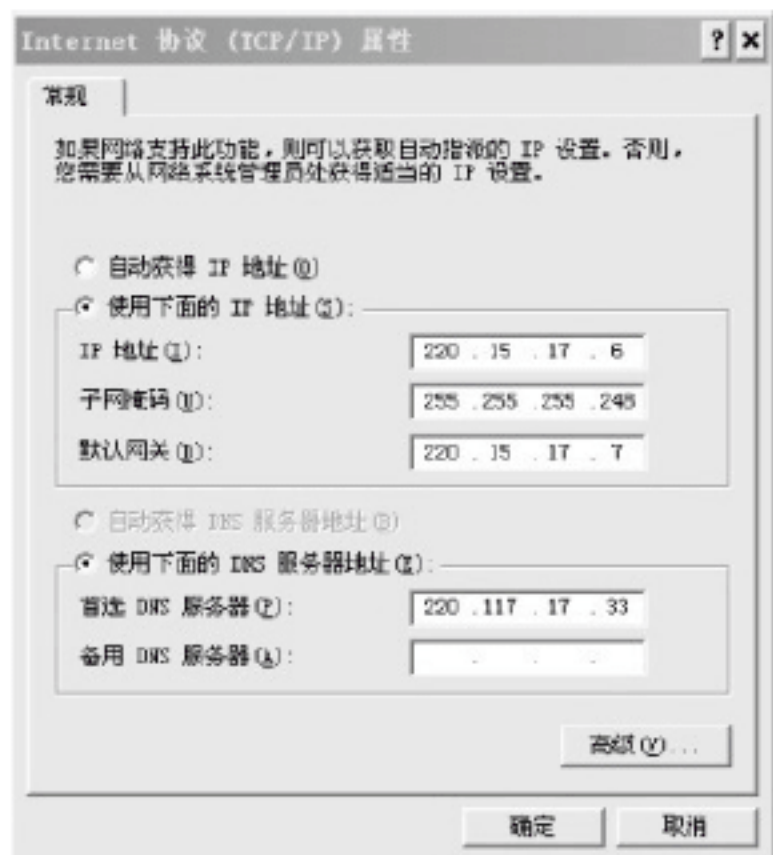 Internet 协议 (TCP/IP) 属性
常规
如果网络支持此功能，则可以获取自动指派的 IP 设置。否则，
您需要从网络系统管理员处获得适当的 IP 设置。
自动获得 IP 地址(O)
使用下面的 IP 地址(S):
IP 地址(I): 220 . 15 . 17 . 6
子网掩码(U): 255 .255 .255 .248
默认网关(D): 220 . 15 . 17 . 7
自动获得 DNS 服务器地址(B)
使用下面的 DNS 服务器地址(E):
首选 DNS 服务器(P): 220 .117 . 17 . 33
备用 DNS 服务器(A):
高级(V)...
确定 取消